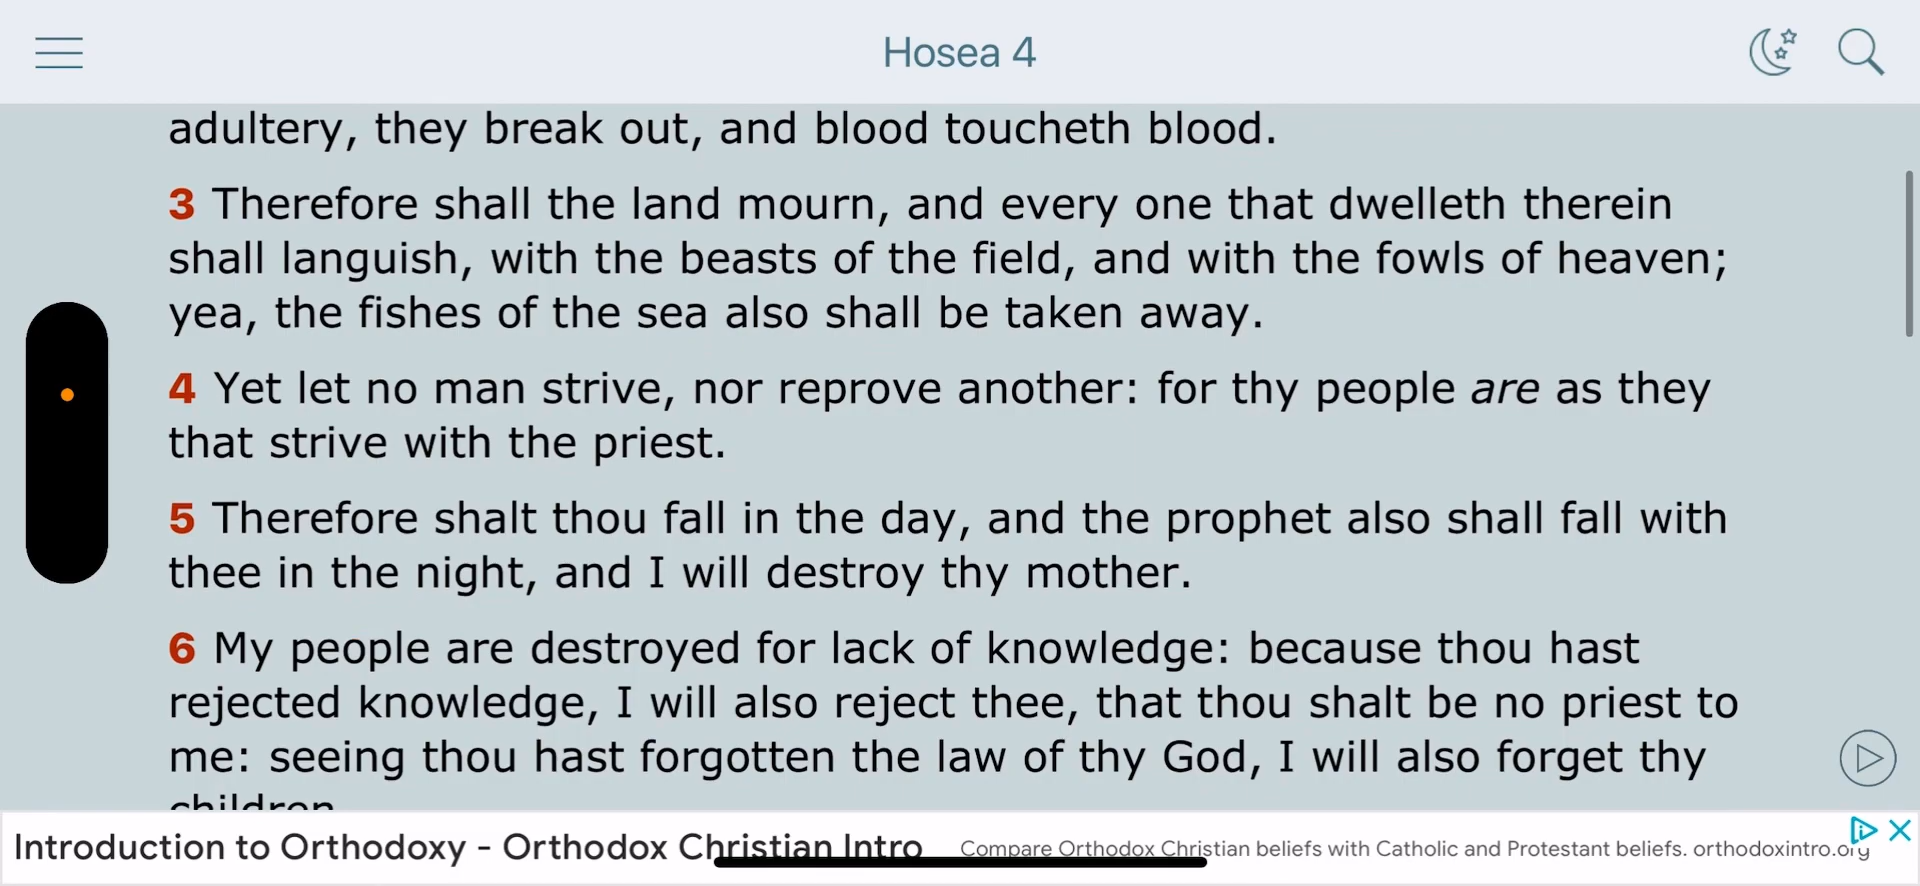 Hosea 4
adultery, they break out, and blood toucheth blood.
3 Therefore shall the land mourn, and every one that dwelleth therein
shall languish, with the beasts of the field, and with the fowls of heaven;
yea, the fishes of the sea also shall be taken away.
4 Yet let no man strive, nor reprove another: for thy people are as they
that strive with the priest.
5 Therefore shalt thou fall in the day, and the prophet also shall fall with
thee in the night, and I will destroy thy mother.
6 My people are destroyed for lack of knowledge: because thou hast
rejected knowledge, I will also reject thee, that thou shalt be no priest to
me: seeing thou hast forgotten the law of thy God, I will also forget thy
children.
Introduction to Orthodoxy - Orthodox Christian Intro
Compare Orthodox Christian beliefs with Catholic and Protestant beliefs. orthodoxintro.org